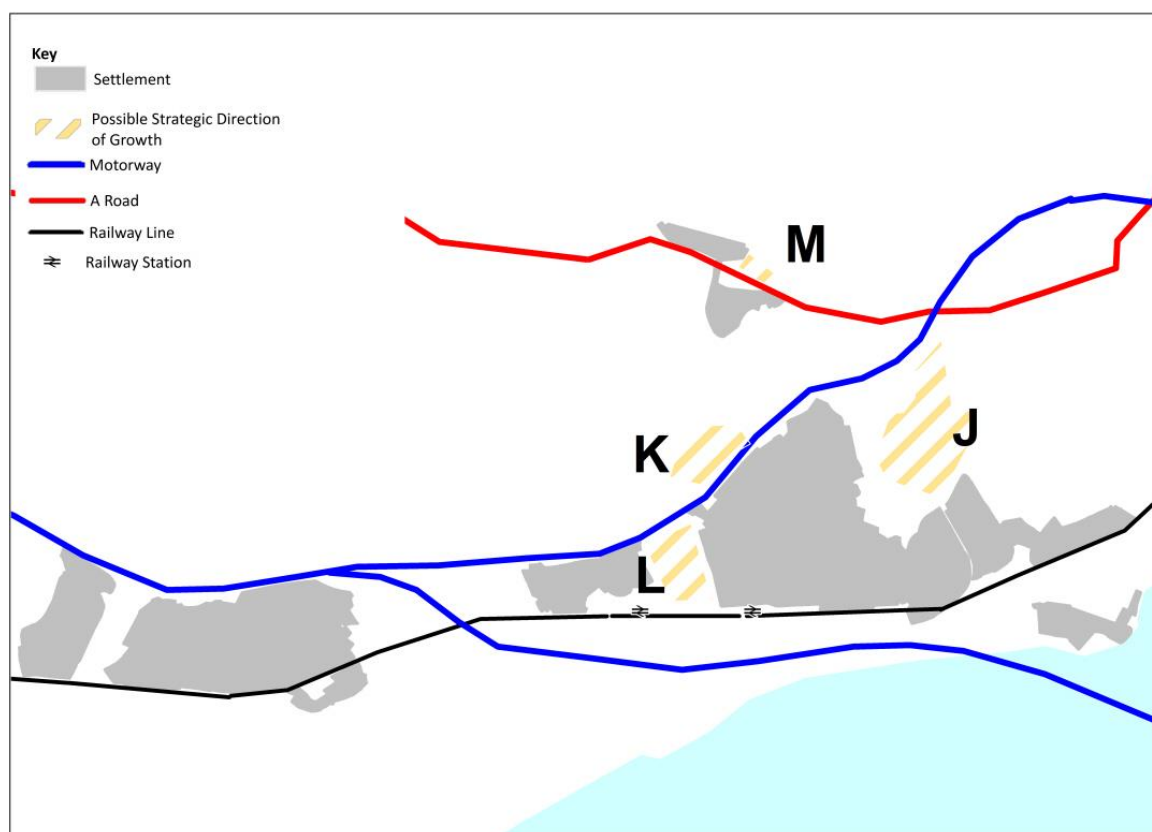 Key
Settlement
Possible Strategic Direction
of Growth
Motorway
A Road
Railway Line
Railway Station
M
J
K
L